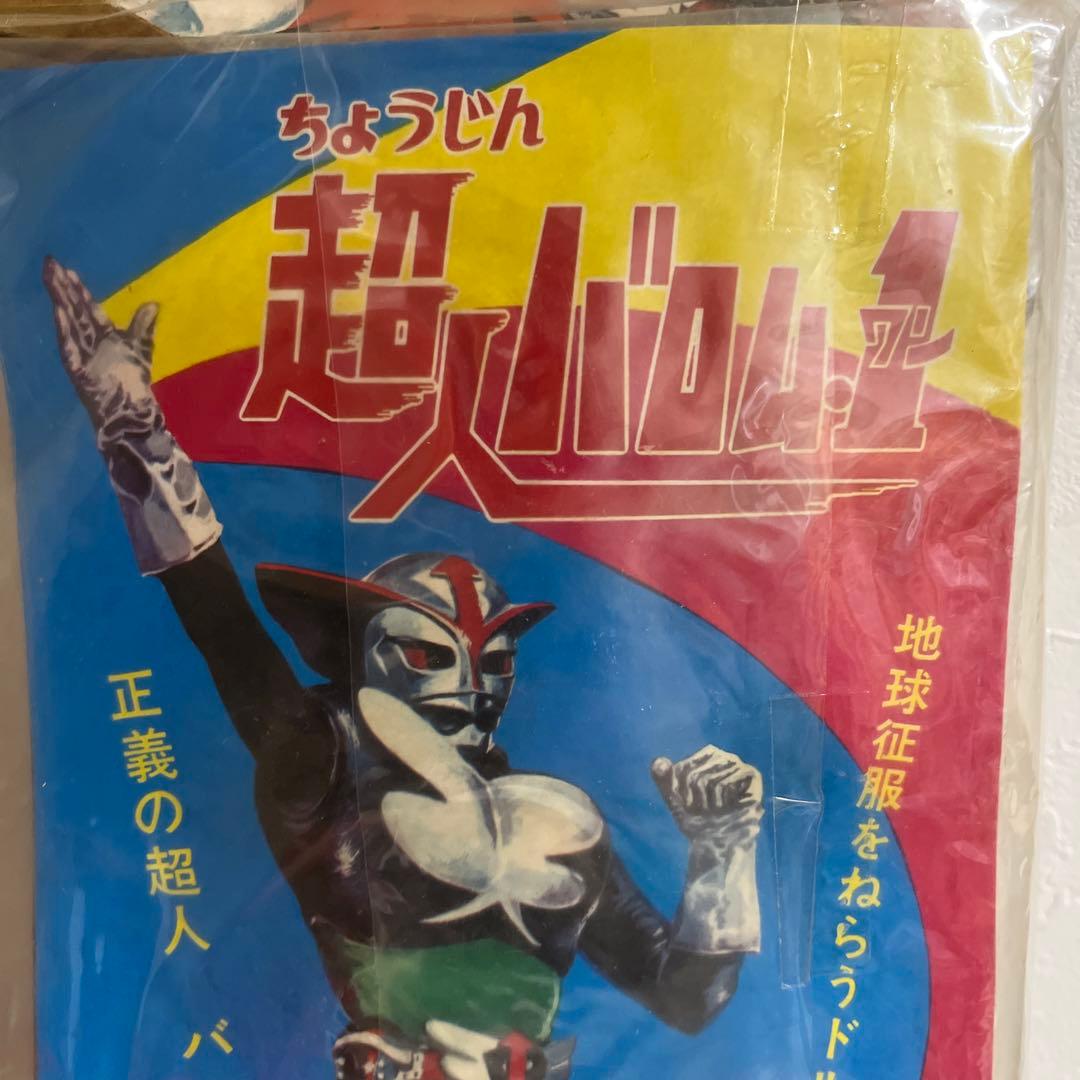 ちょうじん
超人バロム・1
ワン
地球征服をねらうド
正義の超人 バ